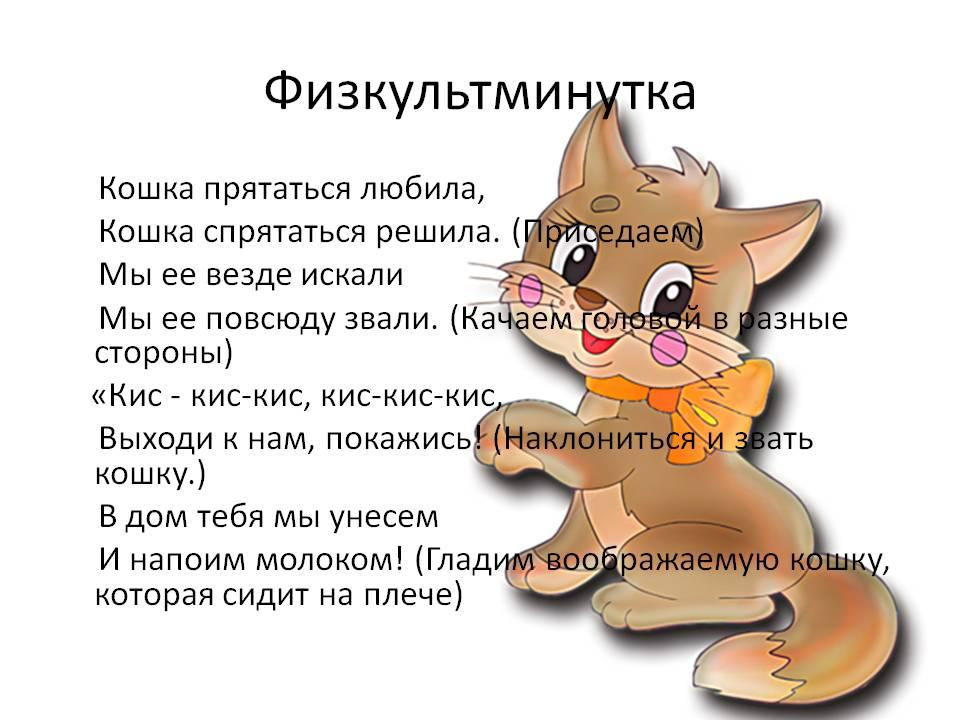 Физкультминутка
Кошка прятаться любила,
Кошка спрятаться решила. (Приседаем)
Мы ее везде искали
Мы ее повсюду звали. (Качаем головой в разные
стороны)
«Кис - кис-кис, кис-кис-кис,
Выходи к нам, покажись! (Наклониться и звать
кошку.)
В дом тебя мы унесем
И напоим молоком! (Гладим воображаемую кошку,
которая сидит на плече)